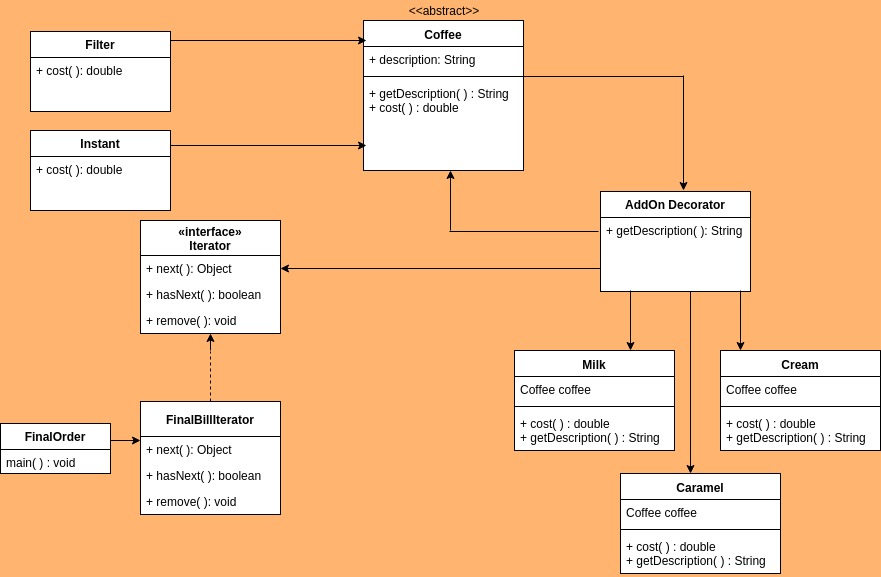 <<abstract>>
Coffee
+ description: String
+ getDescription( ) : String
+ cost( ) : double
Filter
+ cost( ): double
Instant
+ cost( ): double
AddOn Decorator
+ getDescription( ): String
«interface»
Iterator
+ next( ): Object
+ hasNext( ): boolean
+ remove( ): void
FinalBillIterator
+ next( ): Object
+ hasNext( ): boolean
+ remove( ): void
FinalOrder
main( ) : void
Milk
Coffee coffee
+ cost( ) : double
+ getDescription( ) : String
Cream
Coffee coffee
+ cost( ) : double
+ getDescription( ) : String
Caramel
Coffee coffee
+ cost( ) : double
+ getDescription( ) : String